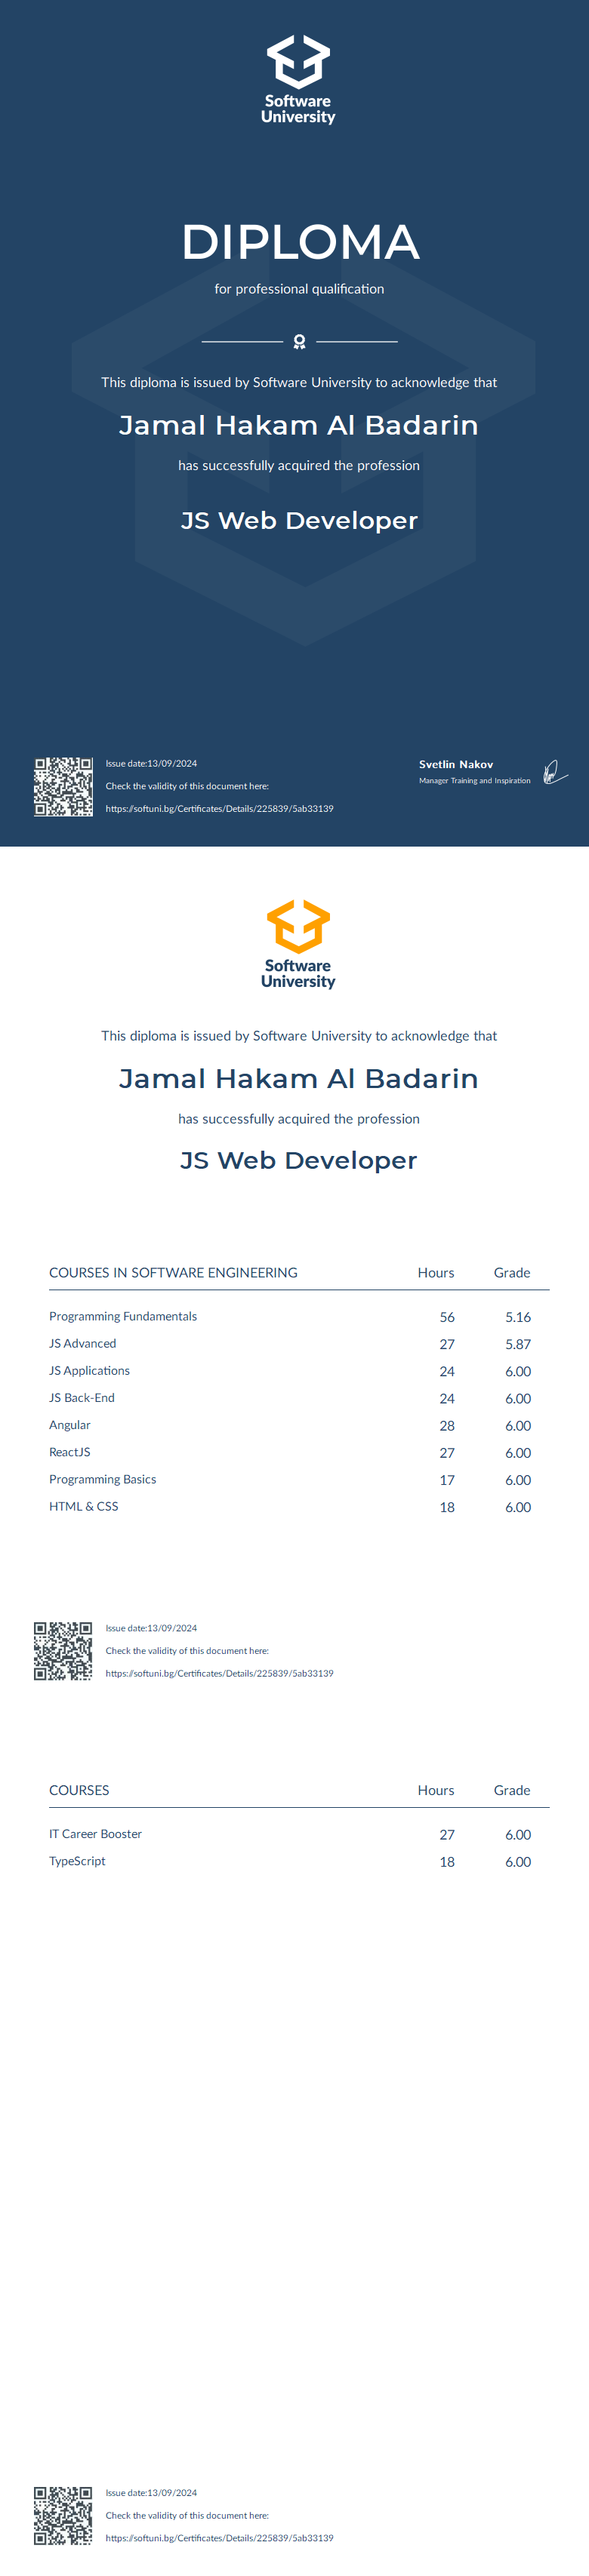 Software
University
DIPLOMA
for professional qualification
This diploma is issued by Software University to acknowledge that
Jamal Hakam Al Badarin
has successfully acquired the profession
JS Web Developer
Issue date:13/09/2024
Check the validity of this document here:
https://softuni.bg/Certificates/Details/225839/5ab33139
Svetlin Nakov
Manager Training and Inspiration
Software
University
This diploma is issued by Software University to acknowledge that
Jamal Hakam Al Badarin
has successfully acquired the profession
JS Web Developer
COURSES IN SOFTWARE ENGINEERING Hours Grade
Programming Fundamentals 56 5.16
JS Advanced 27 5.87
JS Applications 24 6.00
JS Back-End 24 6.00
Angular 28 6.00
ReactJS 27 6.00
Programming Basics 17 6.00
HTML & CSS 18 6.00
Issue date:13/09/2024
Check the validity of this document here:
https://softuni.bg/Certificates/Details/225839/5ab33139
COURSES Hours Grade
IT Career Booster 27 6.00
TypeScript 18 6.00
Issue date:13/09/2024
Check the validity of this document here:
https://softuni.bg/Certificates/Details/225839/5ab33139